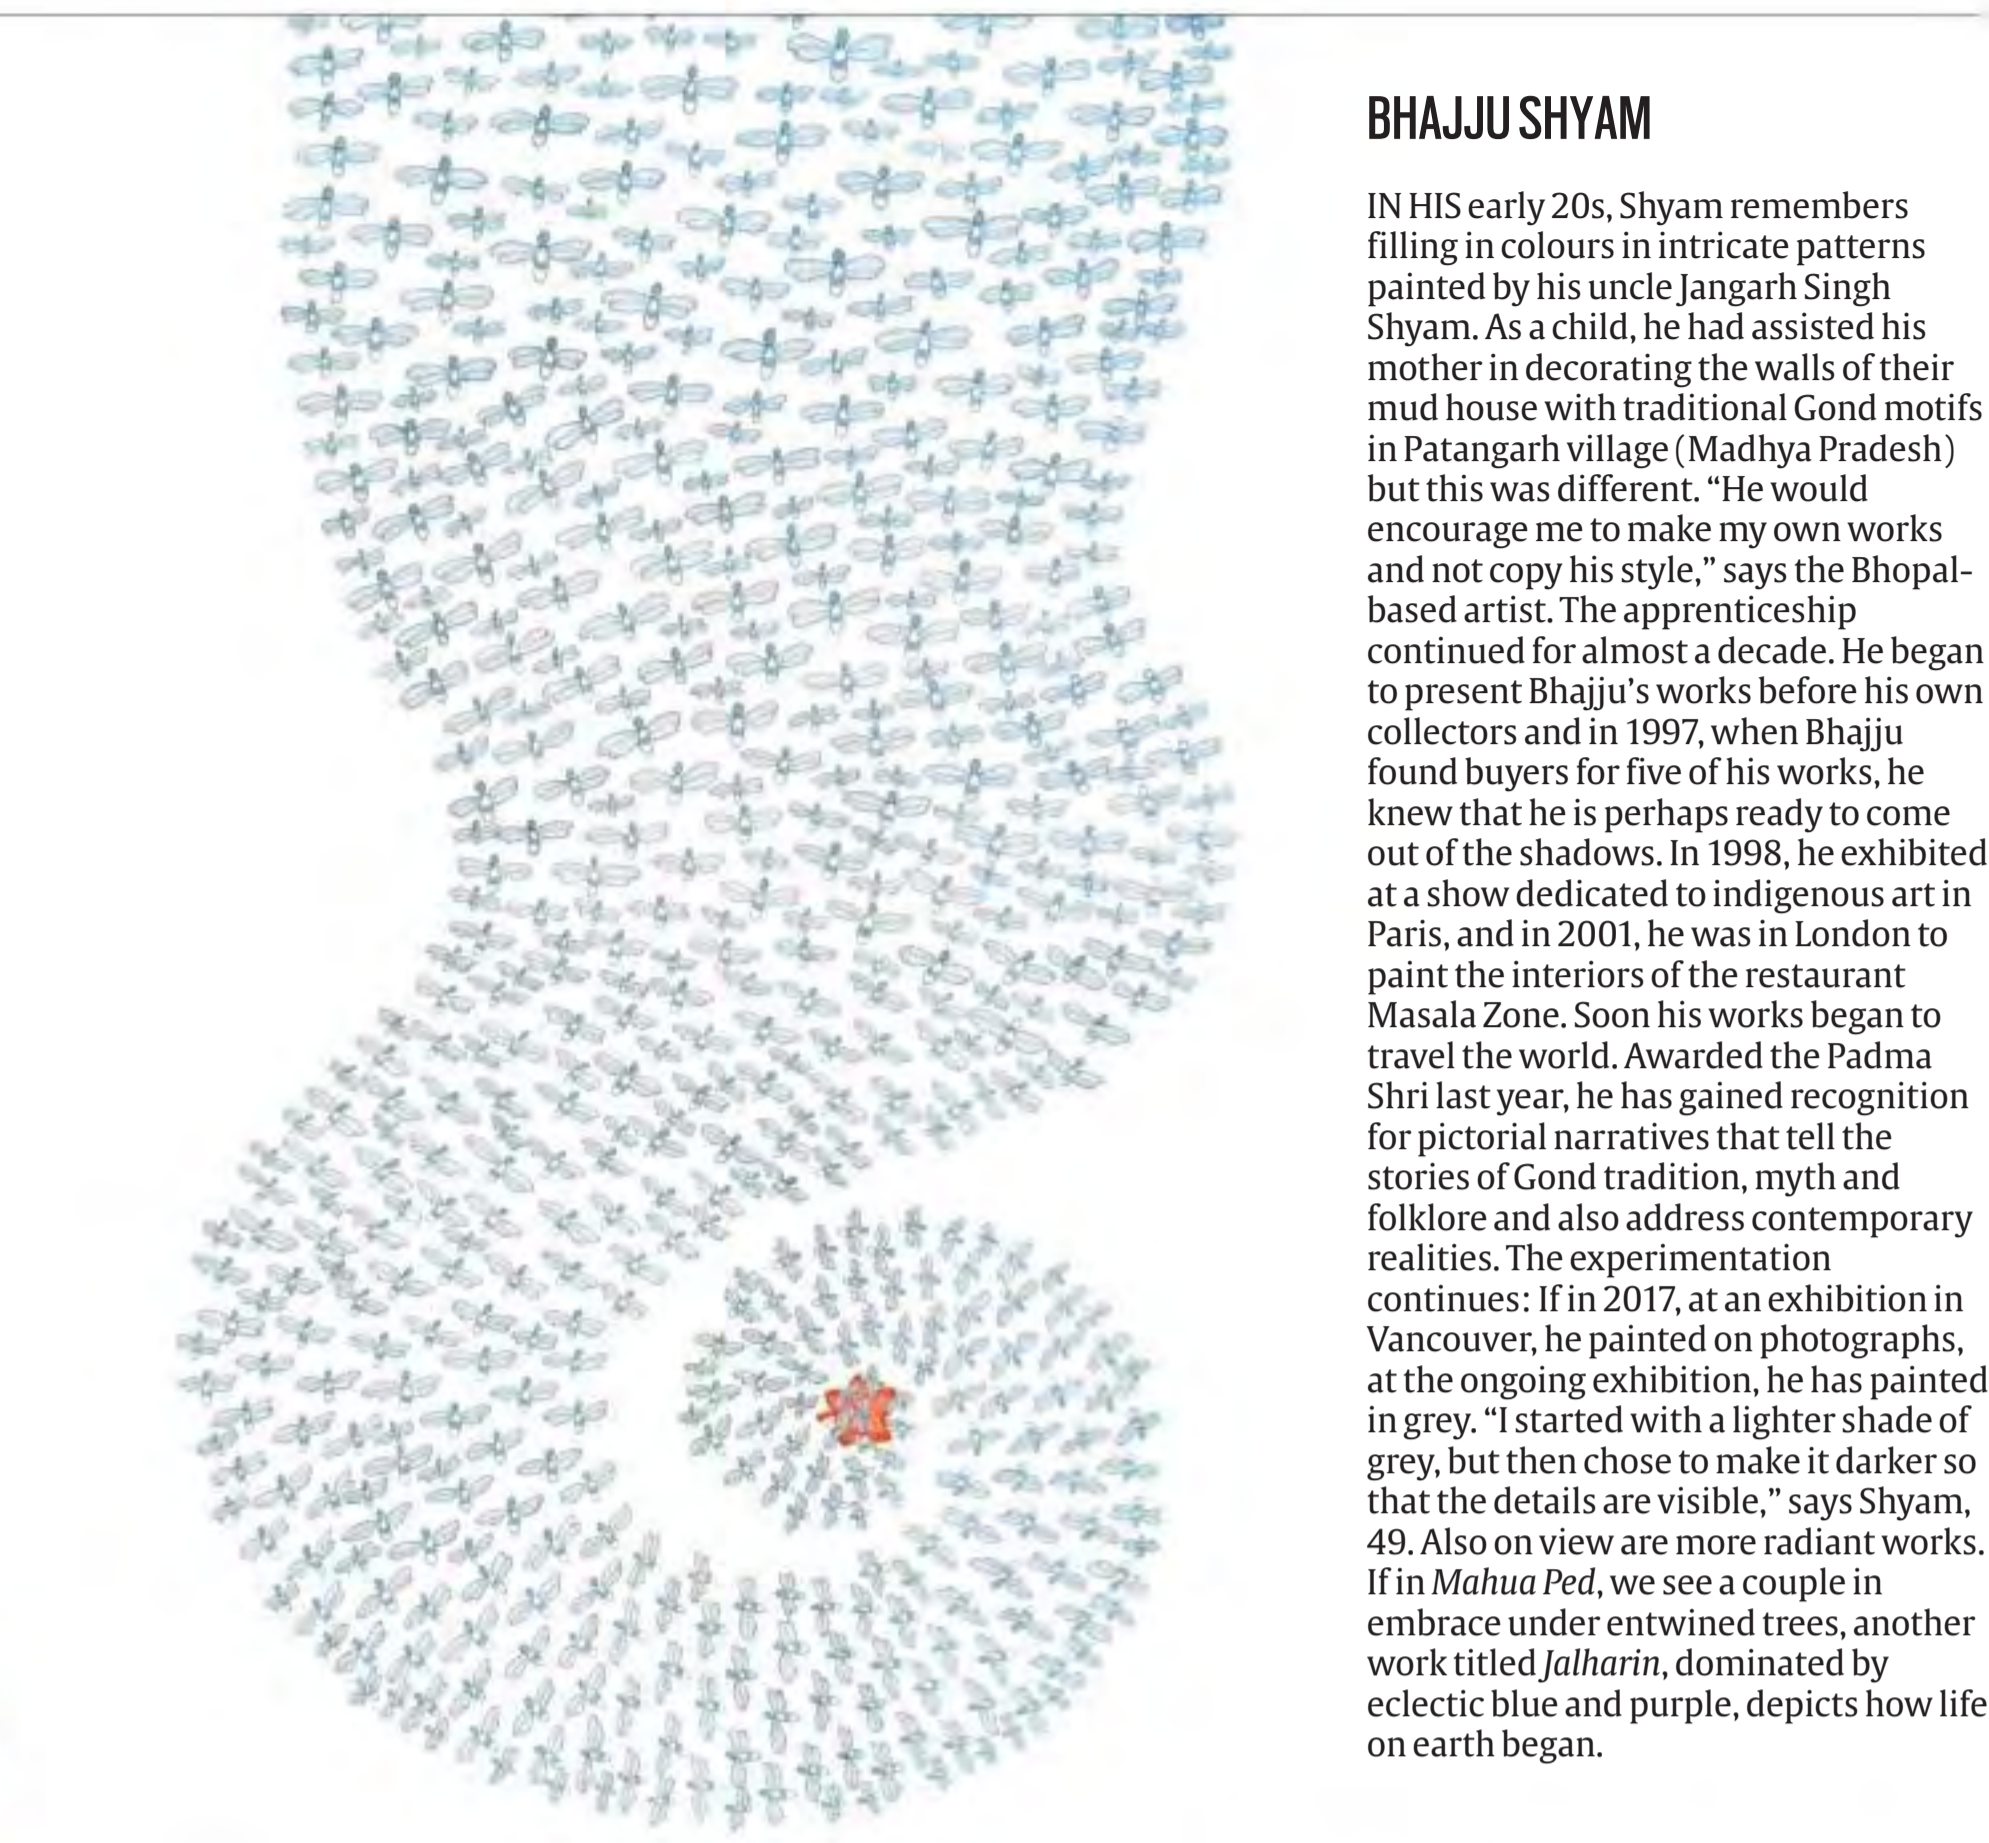 BHAJJU SHYAM
IN HIS early 20s, Shyam remembers
filling in colours in intricate patterns
painted by his uncle Jangarh Singh
Shyam. As a child, he had assisted his
mother in decorating the walls of their
mud house with traditional Gond motifs
in Patangarh village (Madhya Pradesh)
but this was different. “He would
encourage me to make my own works
and not copy his style,” says the Bhopal-
based artist. The apprenticeship
continued for almost a decade. He began
to present Bhajju’s works before his own
collectors and in 1997, when Bhajju
found buyers for five of his works, he
knew that he is perhaps ready to come
out of the shadows. In 1998, he exhibited
at a show dedicated to indigenous art in
Paris, and in 2001, he was in London to
paint the interiors of the restaurant
Masala Zone. Soon his works began to
travel the world. Awarded the Padma
Shri last year, he has gained recognition
for pictorial narratives that tell the
stories of Gond tradition, myth and
folklore and also address contemporary
realities. The experimentation
continues: If in 2017, at an exhibition in
Vancouver, he painted on photographs,
at the ongoing exhibition, he has painted
in grey. “I started with a lighter shade of
grey, but then chose to make it darker so
that the details are visible,” says Shyam,
49. Also on view are more radiant works.
If in Mahua Ped, we see a couple in
embrace under entwined trees, another
work titled Jalharin, dominated by
eclectic blue and purple, depicts how life
on earth began.